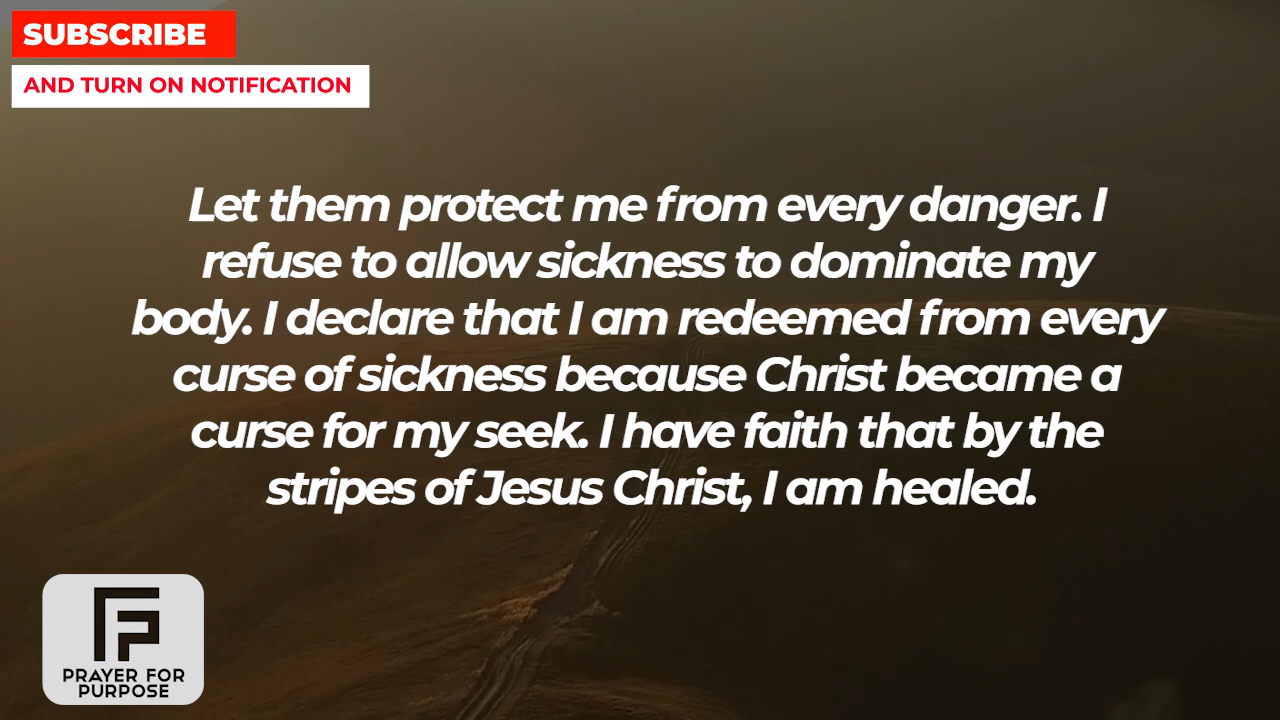 SUBSCRIBE
AND TURN ON NOTIFICATION
Let them protect me from every danger. I
refuse to allow sickness to dominate my
body. I declare that I am redeemed from every
curse of sickness because Christ became a
curse for my seek. I have faith that by the
stripes of Jesus Christ, I am healed.
PRAYER FOR
PURPOSE